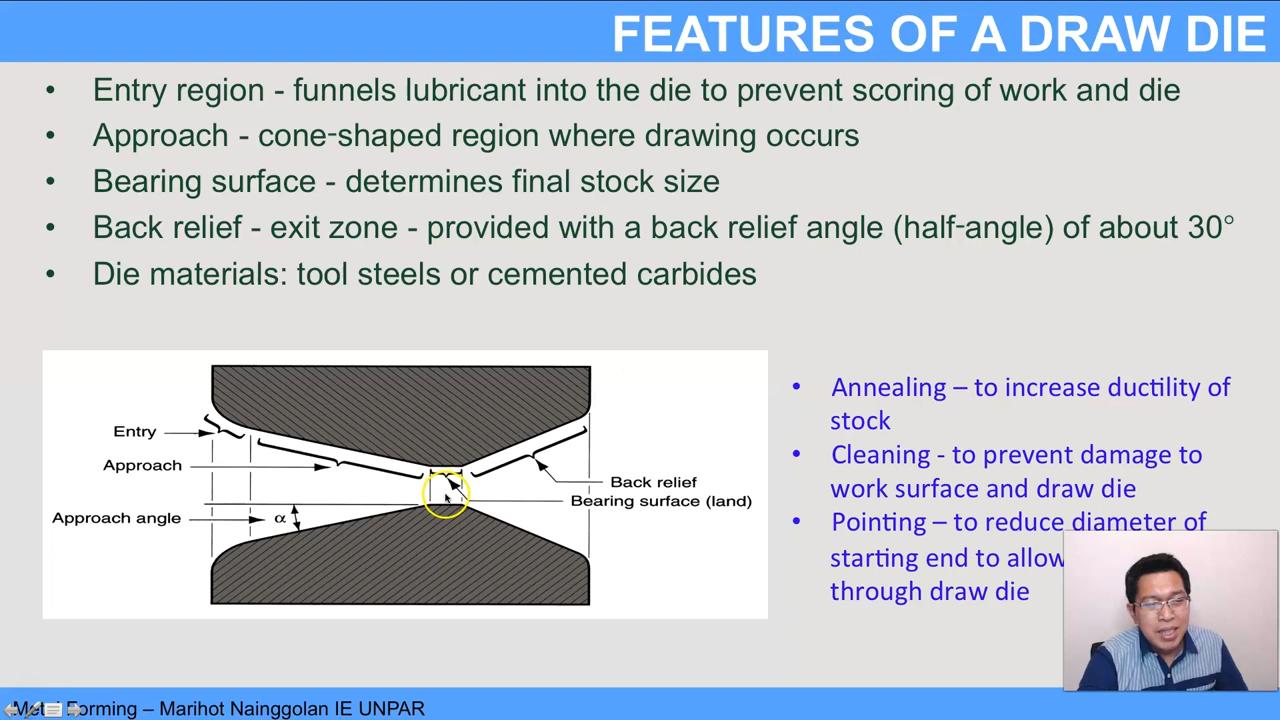 FEATURES OF A DRAW DIE
• Entry region - funnels lubricant into the die to prevent scoring of work and die
• Approach - cone-shaped region where drawing occurs
• Bearing surface - determines final stock size
• Back relief - exit zone - provided with a back relief angle (half-angle) of about 30°
• Die materials: tool steels or cemented carbides
Entry
Approach
Approach angle
α
Back relief
Bearing surface (land)
• Annealing – to increase ductility of
stock
• Cleaning - to prevent damage to
work surface and draw die
• Pointing – to reduce diameter of
starting end to allow
through draw die
Metal Forming – Marihot Nainggolan IE UNPAR